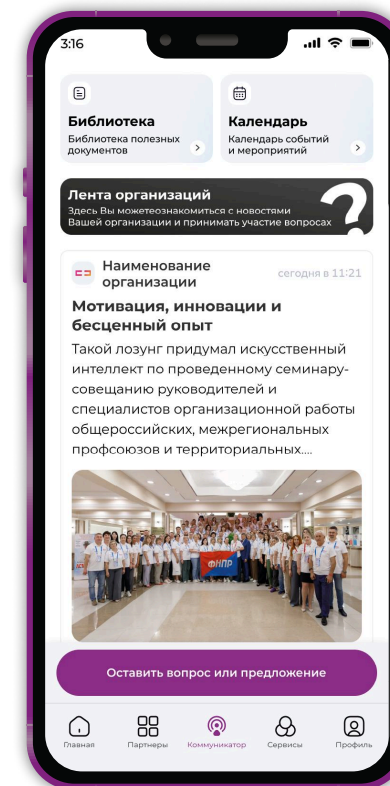 3:16
Библиотека
Библиотека полезных
документов
Календарь
Календарь событий
и мероприятий
Лента организаций
Здесь Вы можетеознакомиться с новостями
Вашей организации и принимать участие вопросах
?
Наименование
организации
сегодня в 11:21
Мотивация, инновации и
бесценный опыт
Такой лозунг придумал искусственный
интеллект по проведенному семинару-
совещанию руководителей и
специалистов организационной работы
общероссийских, межрегиональных
профсоюзов и территориальных....
ФНПР
Оставить вопрос или предложение
Главная
Партнеры
Коммуникатор
Сервисы
Профиль